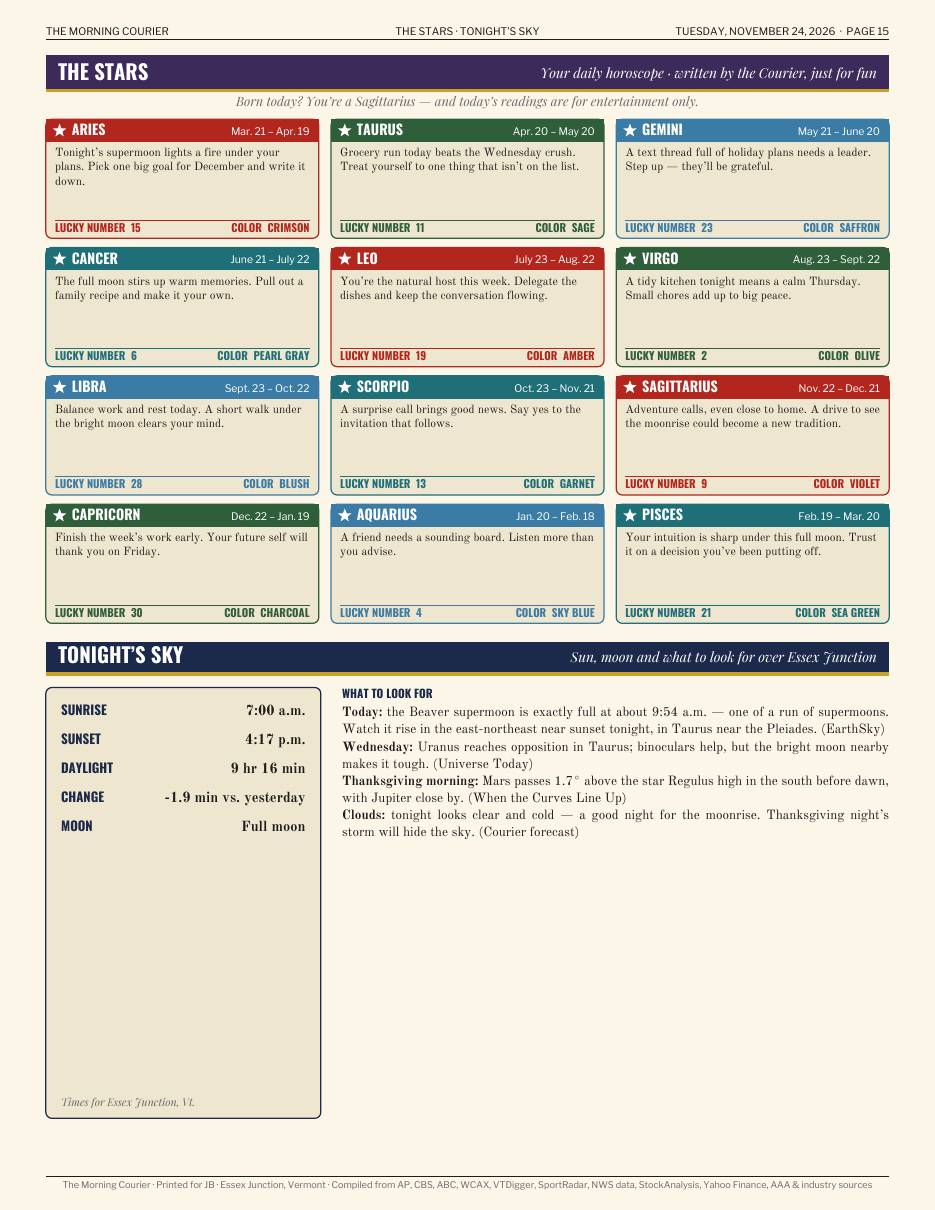 THE MORNING COURIER
THE STARS · TONIGHT'S SKY
TUESDAY, NOVEMBER 24, 2026 · PAGE 15
THE STARS
Your daily horoscope · written by the Courier, just for fun
Born today? You're a Sagittarius — and today's readings are for entertainment only.
ARIES
Mar. 21 – Apr. 19
Tonight's supermoon lights a fire under your
plans. Pick one big goal for December and write it
down.
LUCKY NUMBER 15
COLOR CRIMSON
TAURUS
Apr. 20 – May 20
Grocery run today beats the Wednesday crush.
Treat yourself to one thing that isn't on the list.
LUCKY NUMBER 11
COLOR SAGE
GEMINI
May 21 – June 20
A text thread full of holiday plans needs a leader.
Step up — they'll be grateful.
LUCKY NUMBER 23
COLOR SAFFRON
CANCER
June 21 – July 22
The full moon stirs up warm memories. Pull out a
family recipe and make it your own.
LUCKY NUMBER 6
COLOR PEARL GRAY
LEO
July 23 – Aug. 22
You're the natural host this week. Delegate the
dishes and keep the conversation flowing.
LUCKY NUMBER 19
COLOR AMBER
VIRGO
Aug. 23 – Sept. 22
A tidy kitchen tonight means a calm Thursday.
Small chores add up to big peace.
LUCKY NUMBER 2
COLOR OLIVE
LIBRA
Sept. 23 – Oct. 22
Balance work and rest today. A short walk under
the bright moon clears your mind.
LUCKY NUMBER 28
COLOR BLUSH
SCORPIO
Oct. 23 – Nov. 21
A surprise call brings good news. Say yes to the
invitation that follows.
LUCKY NUMBER 13
COLOR GARNET
SAGITTARIUS
Nov. 22 – Dec. 21
Adventure calls, even close to home. A drive to see
the moonrise could become a new tradition.
LUCKY NUMBER 9
COLOR VIOLET
CAPRICORN
Dec. 22 – Jan. 19
Finish the week's work early. Your future self will
thank you on Friday.
LUCKY NUMBER 30
COLOR CHARCOAL
AQUARIUS
Jan. 20 – Feb. 18
A friend needs a sounding board. Listen more than
you advise.
LUCKY NUMBER 4
COLOR SKY BLUE
PISCES
Feb. 19 – Mar. 20
Your intuition is sharp under this full moon. Trust
it on a decision you've been putting off.
LUCKY NUMBER 21
COLOR SEA GREEN
TONIGHT'S SKY
Sun, moon and what to look for over Essex Junction
SUNRISE 7:00 a.m.
SUNSET 4:17 p.m.
DAYLIGHT 9 hr 16 min
CHANGE -1.9 min vs. yesterday
MOON Full moon
Times for Essex Junction, Vt.
WHAT TO LOOK FOR
Today: the Beaver supermoon is exactly full at about 9:54 a.m. — one of a run of supermoons.
Watch it rise in the east-northeast near sunset tonight, in Taurus near the Pleiades. (EarthSky)
Wednesday: Uranus reaches opposition in Taurus; binoculars help, but the bright moon nearby
makes it tough. (Universe Today)
Thanksgiving morning: Mars passes 1.7° above the star Regulus high in the south before dawn,
with Jupiter close by. (When the Curves Line Up)
Clouds: tonight looks clear and cold — a good night for the moonrise. Thanksgiving night's
storm will hide the sky. (Courier forecast)
The Morning Courier · Printed for JB · Essex Junction, Vermont · Compiled from AP, CBS, ABC, WCAX, VTDigger, SportRadar, NWS data, StockAnalysis, Yahoo Finance, AAA & industry sources